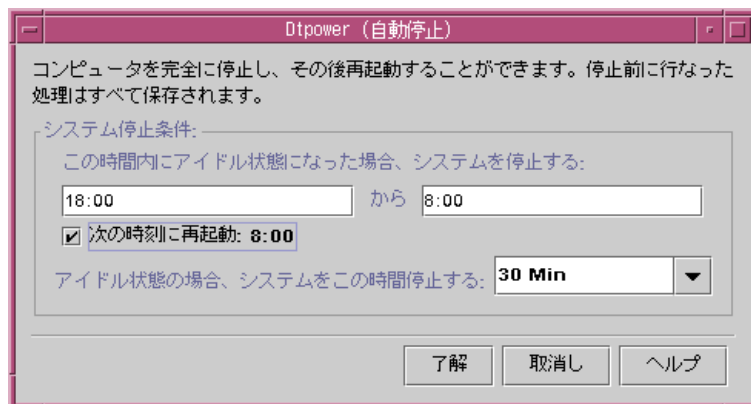 Dtpower (自動停止)
コンピュータを完全に停止し、その後再起動することができます。停止前に行なった
処理はすべて保存されます。
システム停止条件:
この時間内にアイドル状態になった場合、システムを停止する:
18:00 から 8:00
次の時刻に再起動: 8:00
アイドル状態の場合、システムをこの時間停止する: 30 Min
了解 取消し ヘルプ